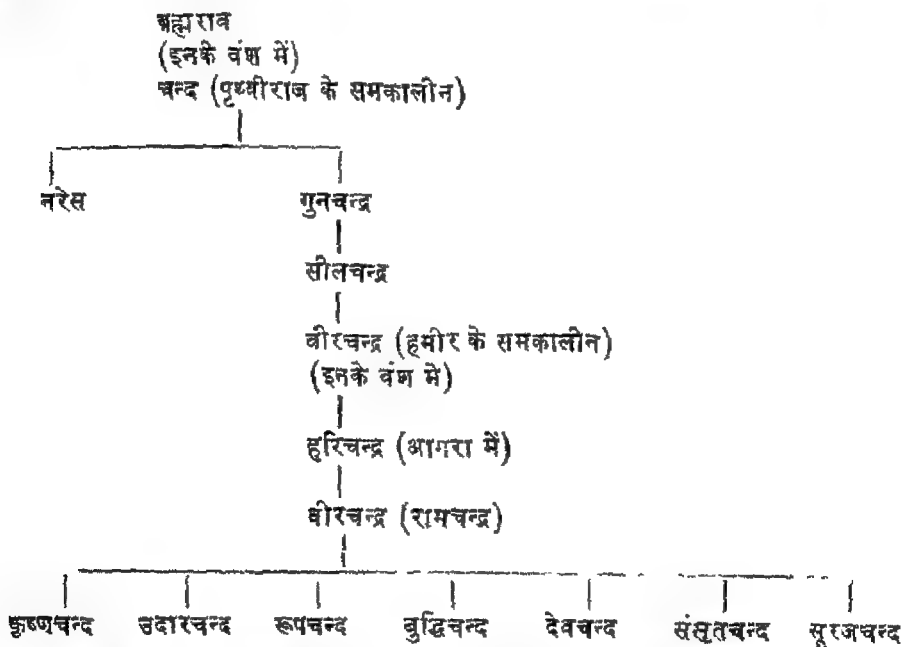 ब्रह्मराव
(इनके वंश में)
चन्द (पृथ्वीराज के समकालीन)
नरेस गुनचन्द्र
सीलचन्द्र
वीरचन्द्र (हमीर के समकालीन)
(इनके वंश में)
हरिचन्द्र (आगरा में)
वीरचन्द्र (रामचन्द्र)
कृष्णचन्द उदारचन्द रूपचन्द बुद्धिचन्द देवचन्द संसृतचन्द सूरजचन्द